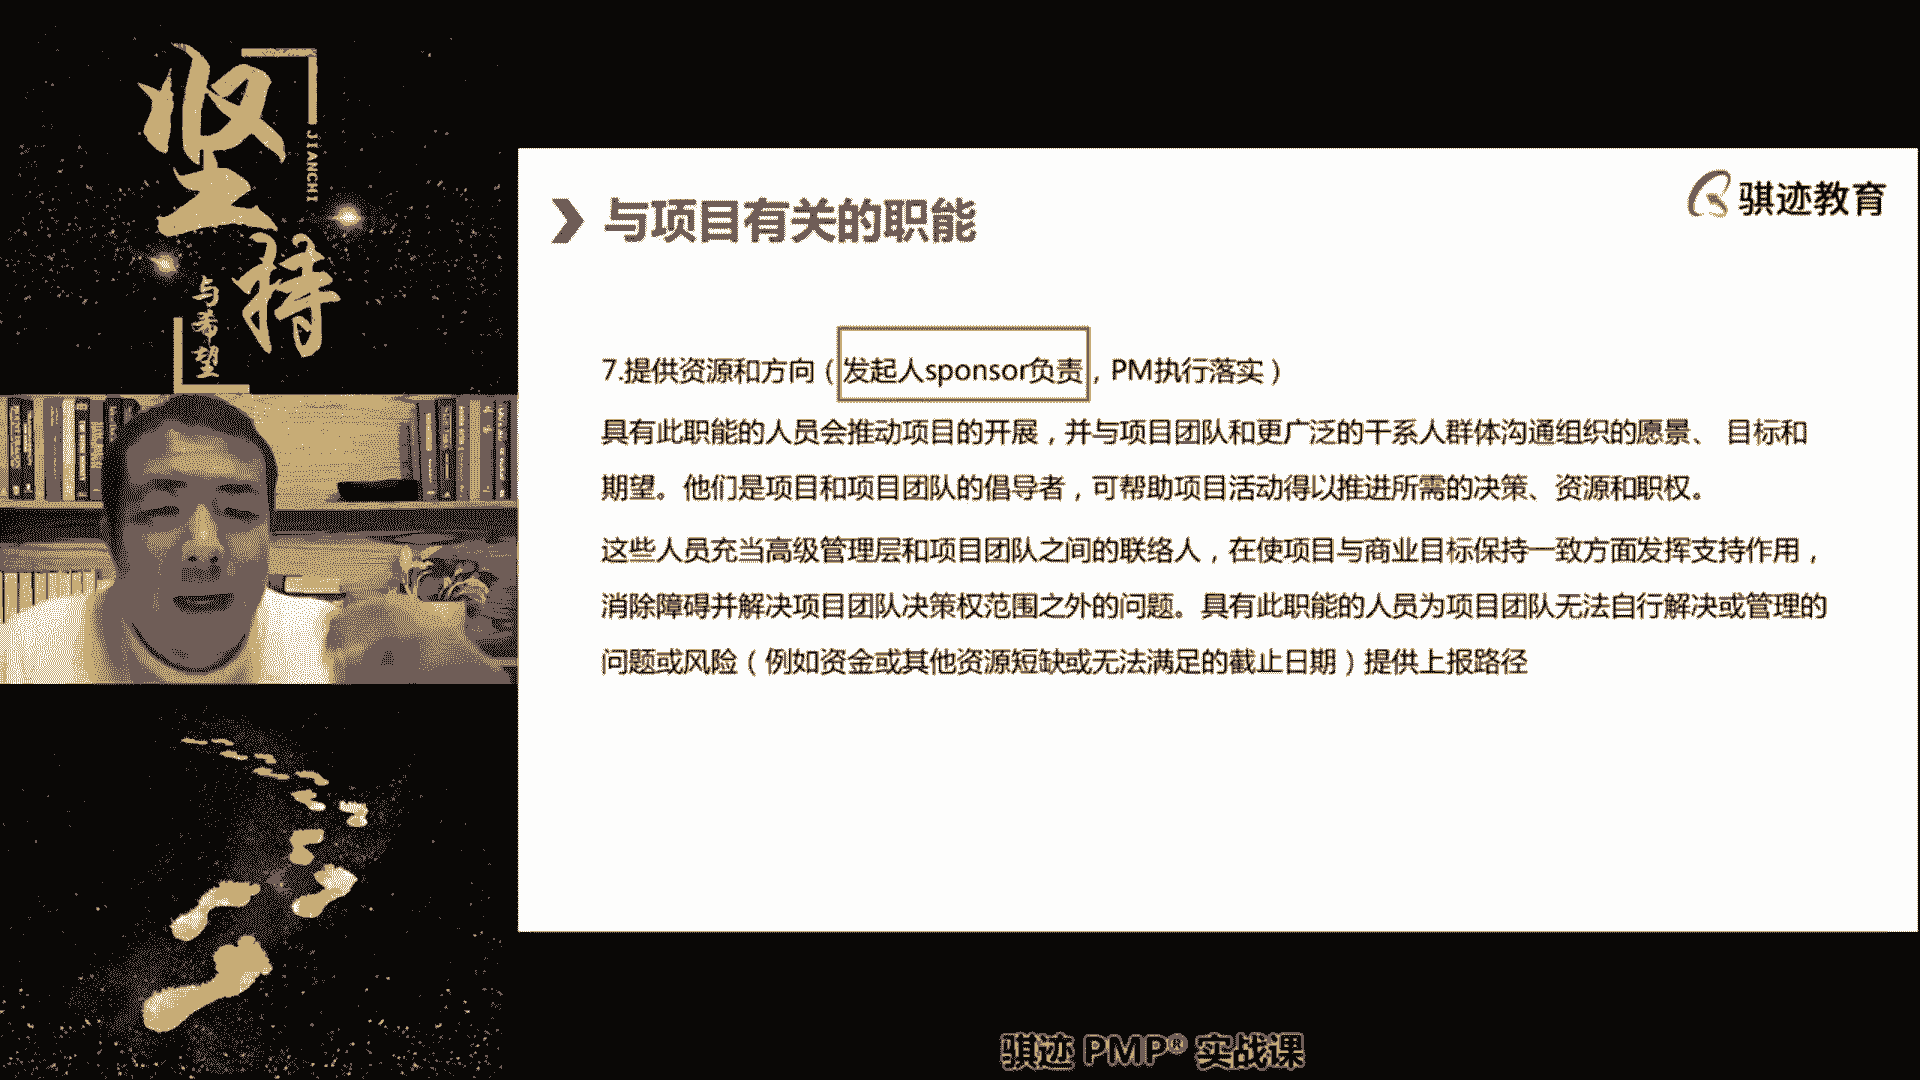 坚持
JIANCHI
与希望
骐迹教育
与项目有关的职能
7.提供资源和方向（发起人sponsor负责，PM执行落实）
具有此职能的人员会推动项目的开展，并与项目团队和更广泛的干系人群体沟通组织的愿景、 目标和
期望。他们是项目和项目团队的倡导者，可帮助项目活动得以推进所需的决策、资源和职权。
这些人员充当高级管理层和项目团队之间的联络人，在使项目与商业目标保持一致方面发挥支持作用，
消除障碍并解决项目团队决策权范围之外的问题。具有此职能的人员为项目团队无法自行解决或管理的
问题或风险（例如资金或其他资源短缺或无法满足的截止日期）提供上报路径
骐迹 PMP® 实战课